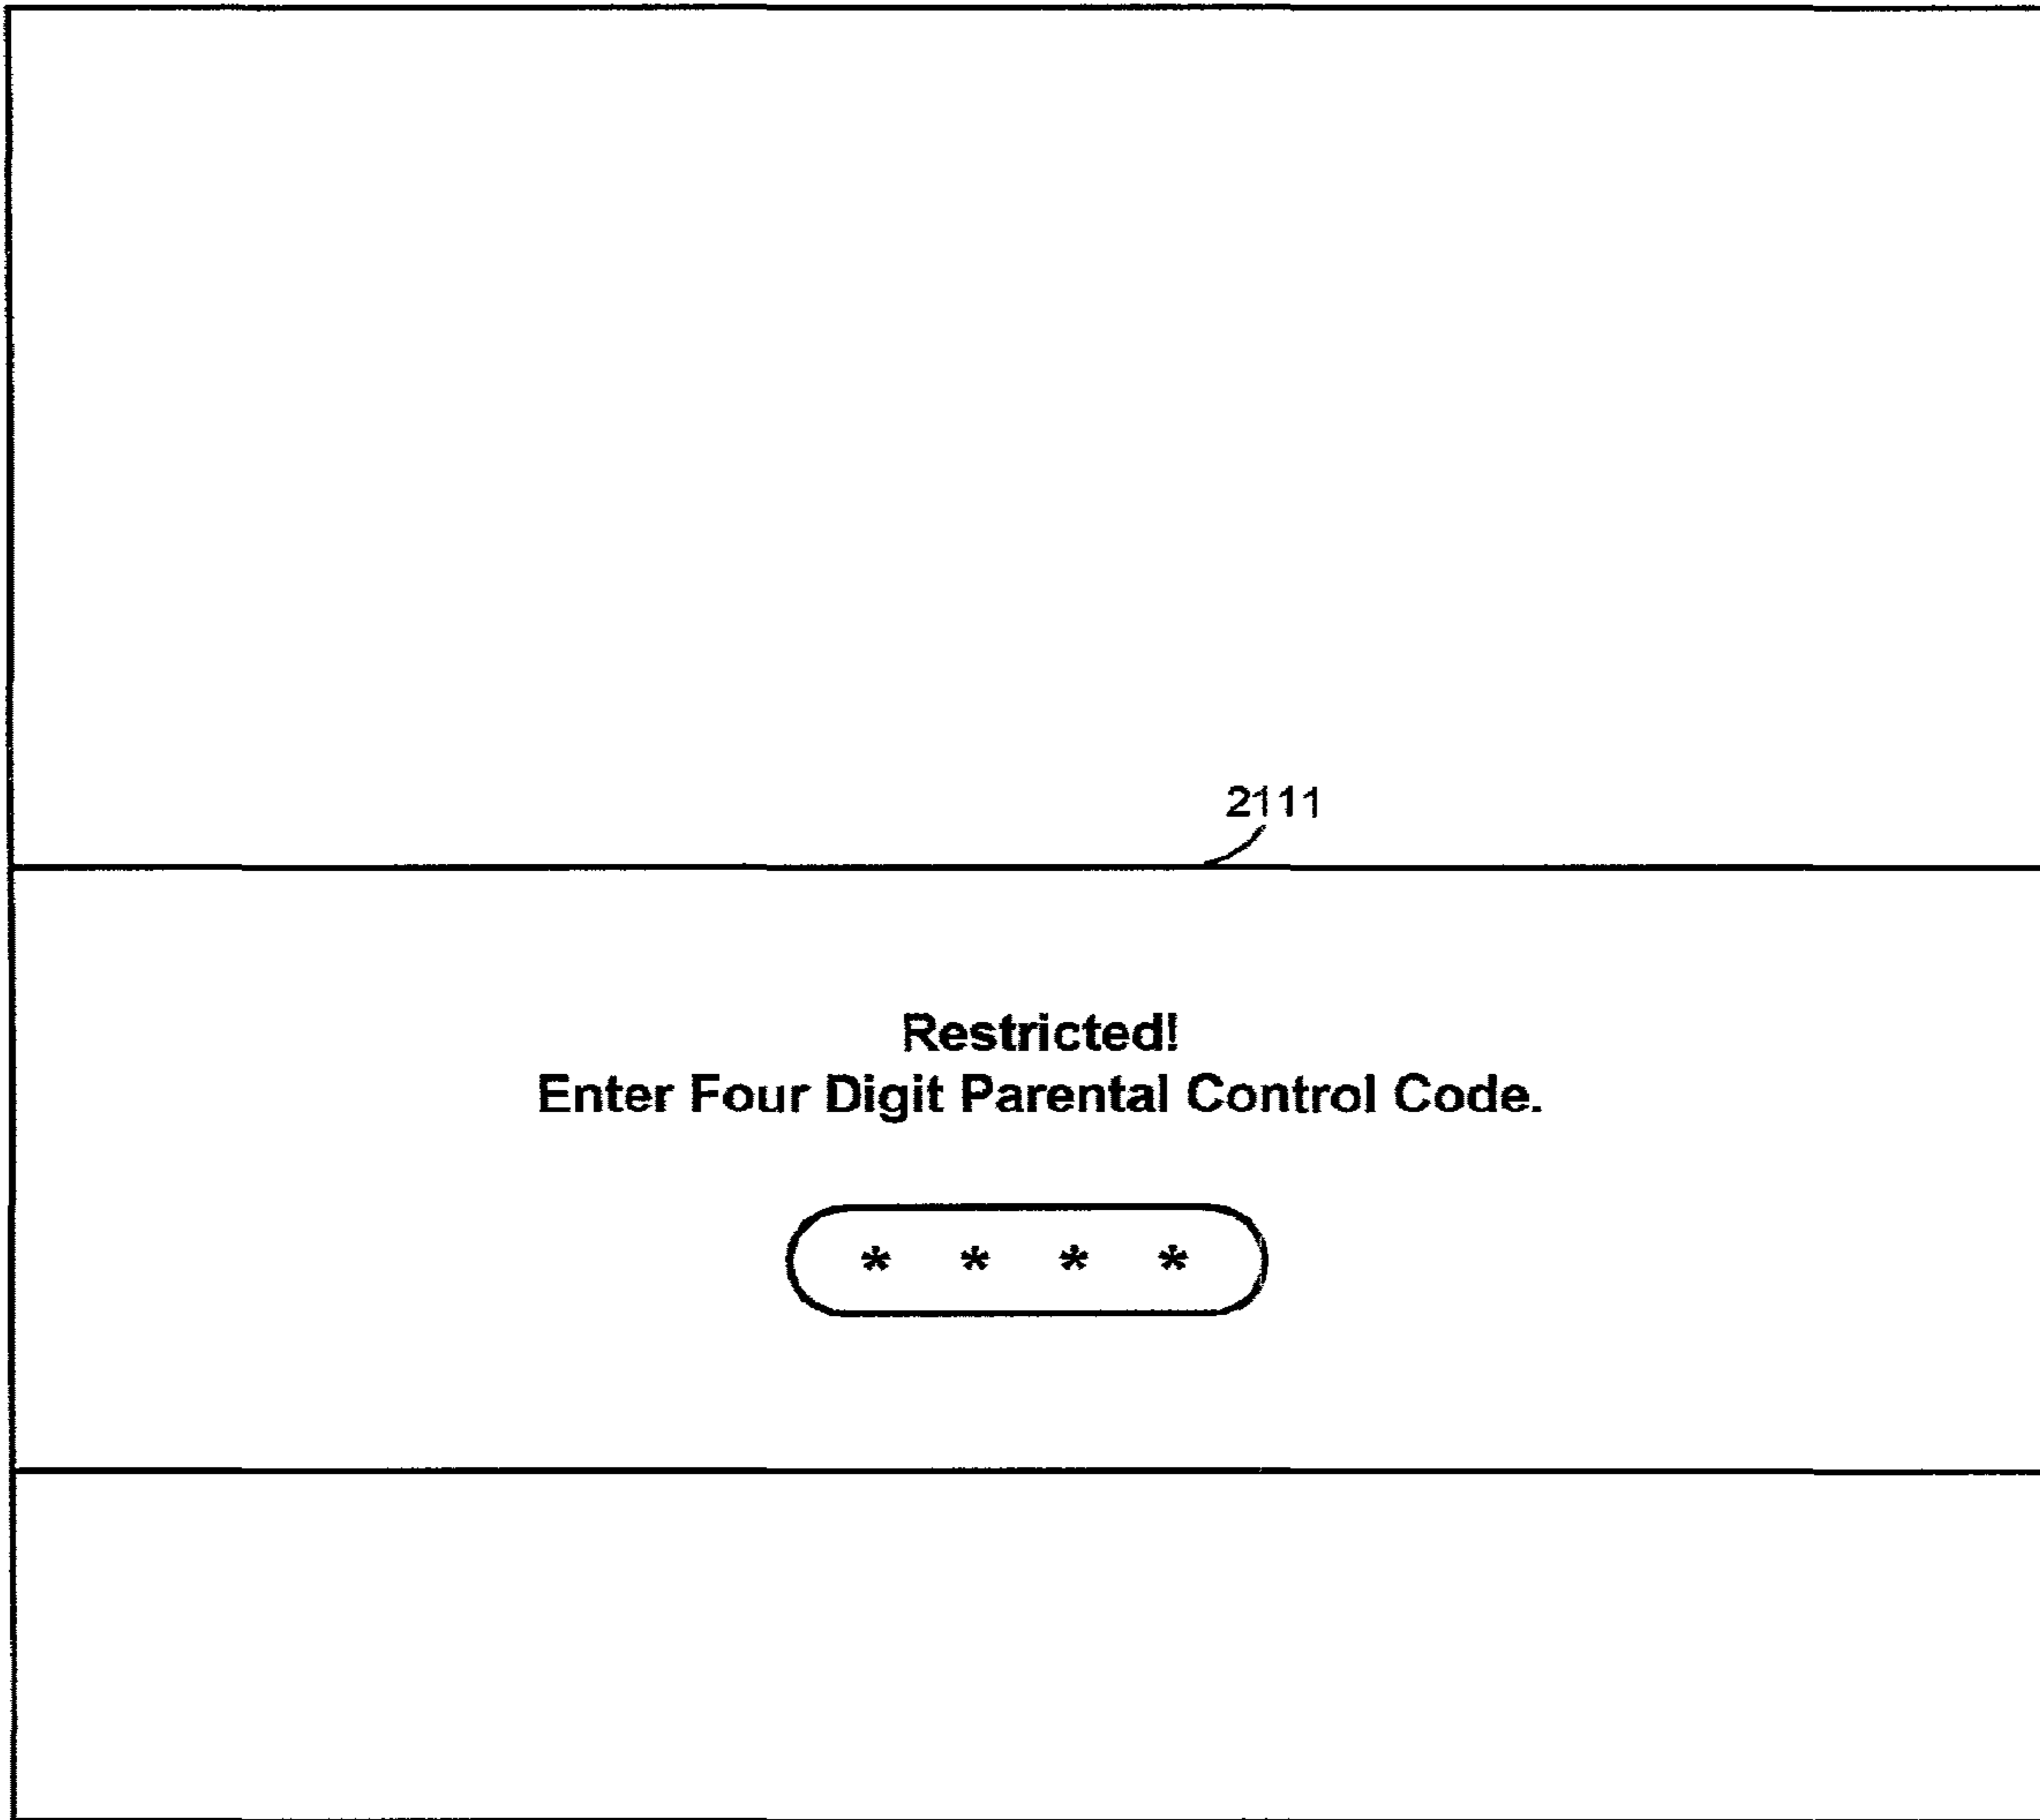 2111
Restricted!
Enter Four Digit Parental Control Code.
* * * *